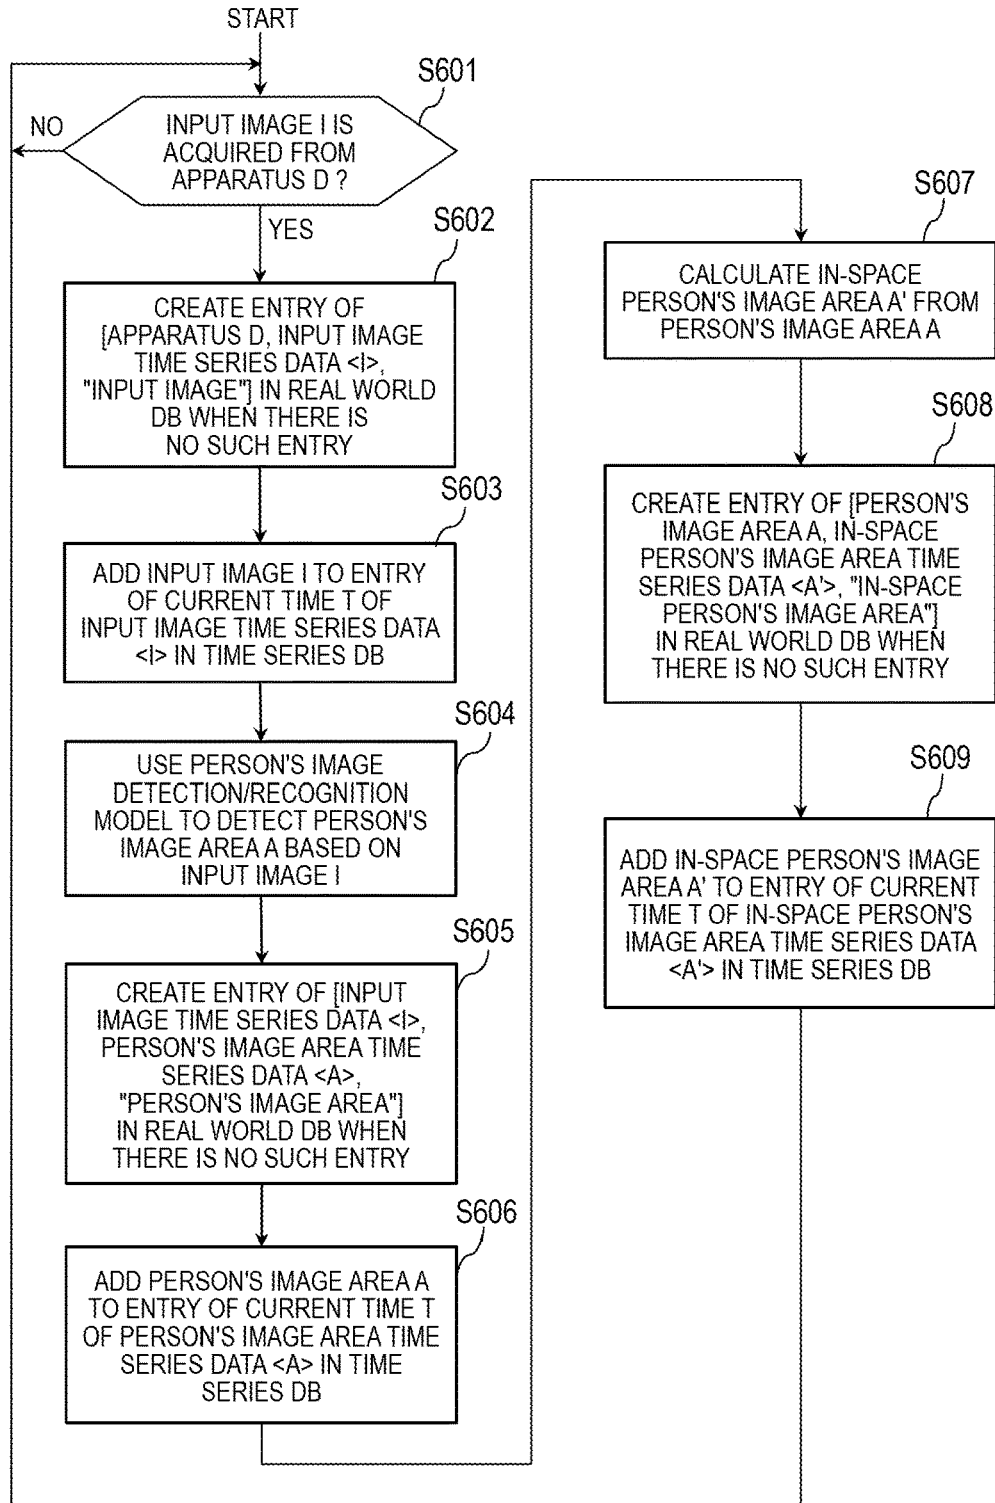 START
S601
INPUT IMAGE I IS
ACQUIRED FROM
APPARATUS D ?
NO
YES
S602
CREATE ENTRY OF
[APPARATUS D, INPUT IMAGE
TIME SERIES DATA <I>,
"INPUT IMAGE"] IN REAL WORLD
DB WHEN THERE IS
NO SUCH ENTRY
S603
ADD INPUT IMAGE I TO ENTRY
OF CURRENT TIME T OF
INPUT IMAGE TIME SERIES DATA
<I> IN TIME SERIES DB
S604
USE PERSON'S IMAGE
DETECTION/RECOGNITION
MODEL TO DETECT PERSON'S
IMAGE AREA A BASED ON
INPUT IMAGE I
S605
CREATE ENTRY OF [INPUT
IMAGE TIME SERIES DATA <I>,
PERSON'S IMAGE AREA TIME
SERIES DATA <A>,
"PERSON'S IMAGE AREA"]
IN REAL WORLD DB WHEN
THERE IS NO SUCH ENTRY
S606
ADD PERSON'S IMAGE AREA A
TO ENTRY OF CURRENT TIME T
OF PERSON'S IMAGE AREA TIME
SERIES DATA <A> IN TIME
SERIES DB
S607
CALCULATE IN-SPACE
PERSON'S IMAGE AREA A' FROM
PERSON'S IMAGE AREA A
S608
CREATE ENTRY OF [PERSON'S
IMAGE AREA A, IN-SPACE
PERSON'S IMAGE AREA TIME
SERIES DATA <A'>, "IN-SPACE
PERSON'S IMAGE AREA"]
IN REAL WORLD DB WHEN
THERE IS NO SUCH ENTRY
S609
ADD IN-SPACE PERSON'S IMAGE
AREA A' TO ENTRY OF CURRENT
TIME T OF IN-SPACE PERSON'S
IMAGE AREA TIME SERIES DATA
<A'> IN TIME SERIES DB